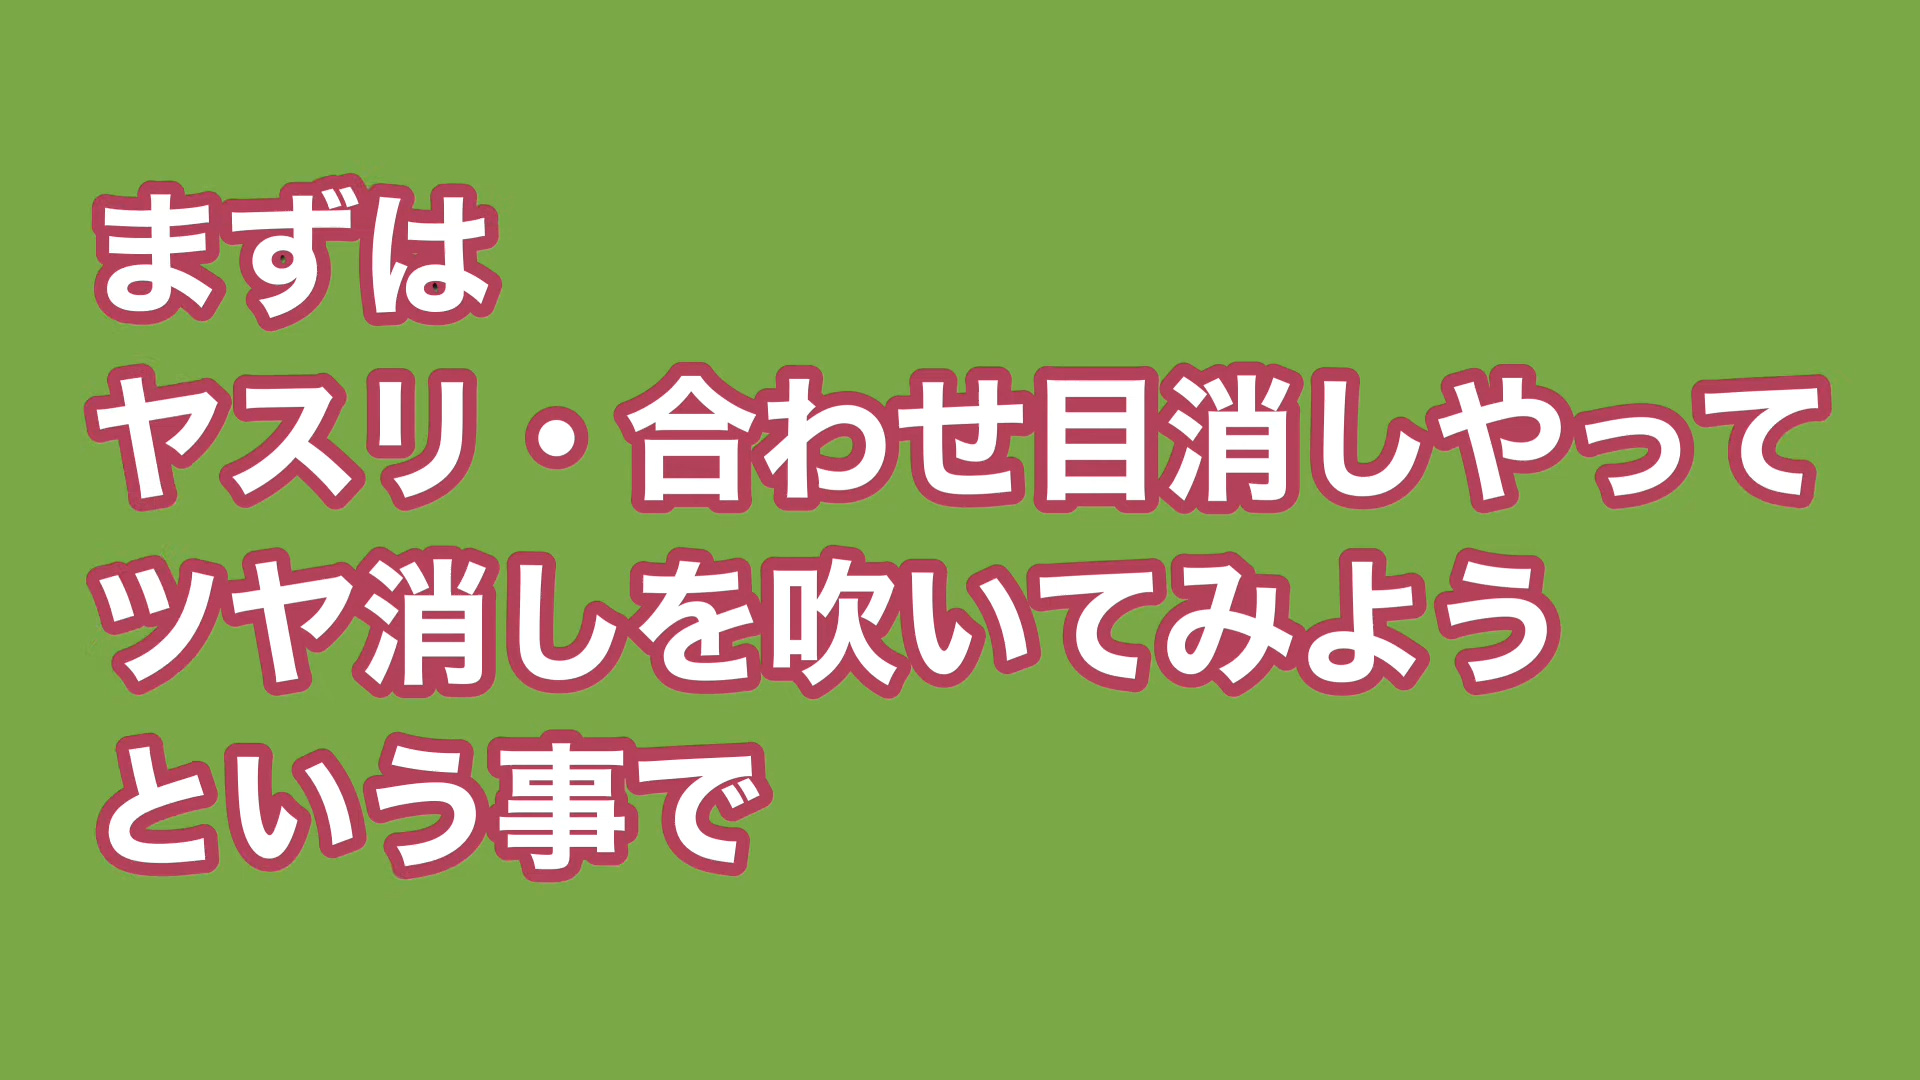 まずは
ヤスリ・合わせ目消しやって
ツヤ消しを吹いてみよう
という事で